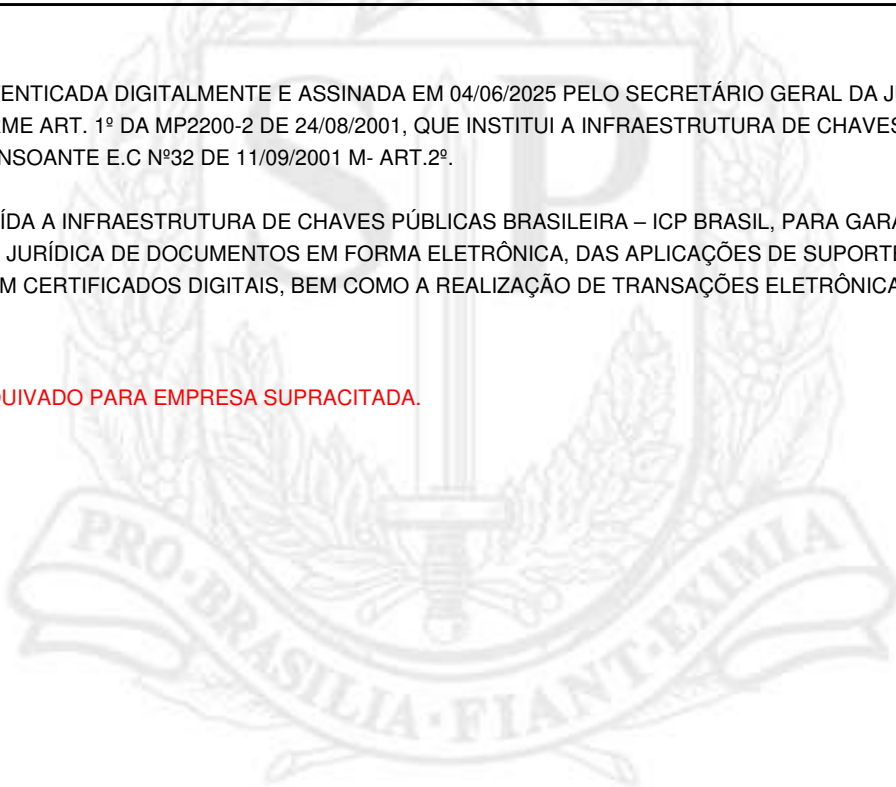 ENTICADA DIGITALMENTE E ASSINADA EM 04/06/2025 PELO SECRETÁRIO GERAL DA J
RME ART. 1º DA MP2200-2 DE 24/08/2001, QUE INSTITUI A INFRAESTRUTURA DE CHAVES
NSOANTE E.C Nº32 DE 11/09/2001 M- ART.2º.
ÍDA A INFRAESTRUTURA DE CHAVES PÚBLICAS BRASILEIRA – ICP BRASIL, PARA GARA
JURÍDICA DE DOCUMENTOS EM FORMA ELETRÔNICA, DAS APLICAÇÕES DE SUPORTE
M CERTIFICADOS DIGITAIS, BEM COMO A REALIZAÇÃO DE TRANSAÇÕES ELETRÔNICA
UIVADO PARA EMPRESA SUPRACITADA.
SP
PRO·BRASILIA·FIANT·EXIMIA